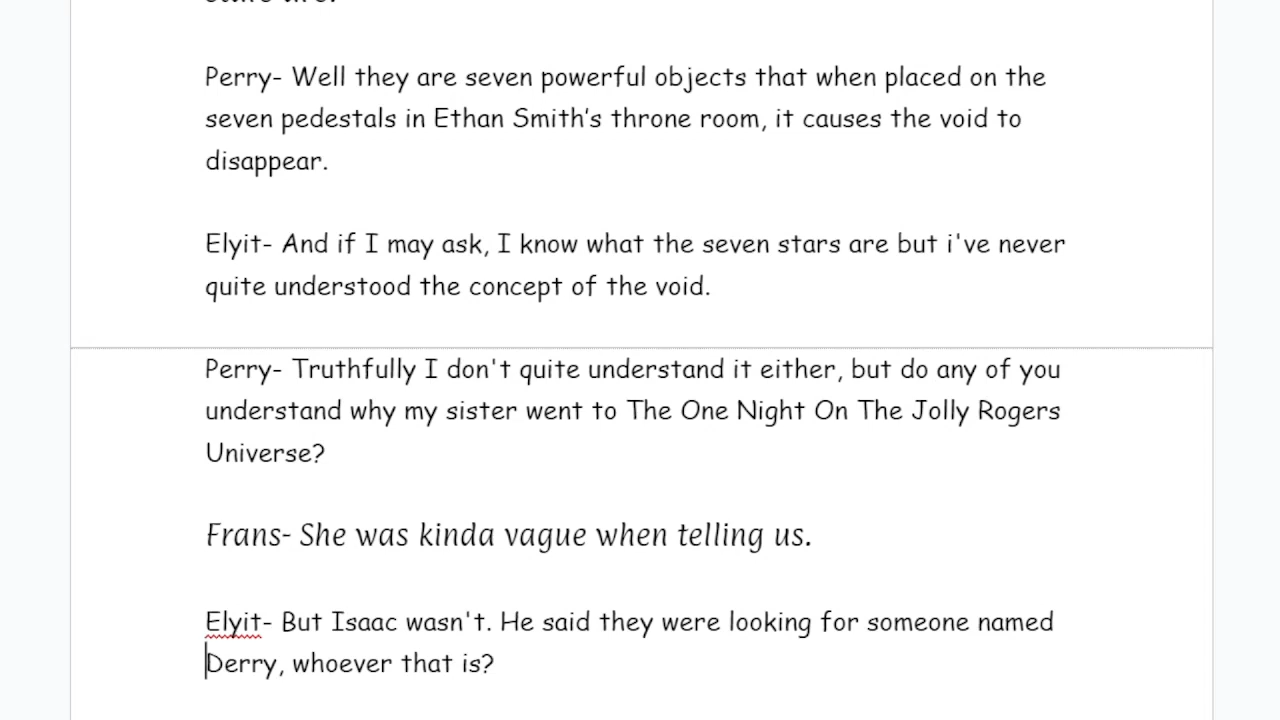 Perry- Well they are seven powerful objects that when placed on the
seven pedestals in Ethan Smith’s throne room, it causes the void to
disappear.
Elyit- And if I may ask, I know what the seven stars are but i've never
quite understood the concept of the void.
Perry- Truthfully I don't quite understand it either, but do any of you
understand why my sister went to The One Night On The Jolly Rogers
Universe?
Frans- She was kinda vague when telling us.
Elyit- But Isaac wasn't. He said they were looking for someone named
Derry, whoever that is?